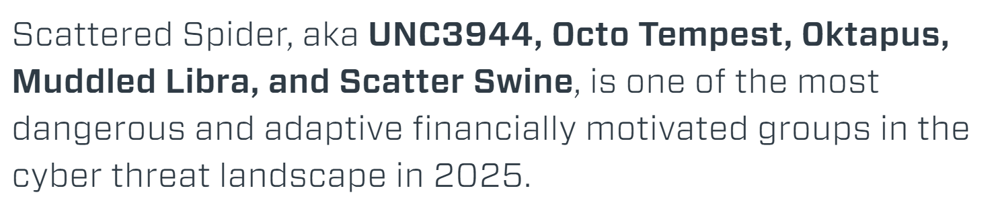 Scattered Spider, aka UNC3944, Octo Tempest, Oktapus,
Muddled Libra, and Scatter Swine, is one of the most
dangerous and adaptive financially motivated groups in the
cyber threat landscape in 2025.